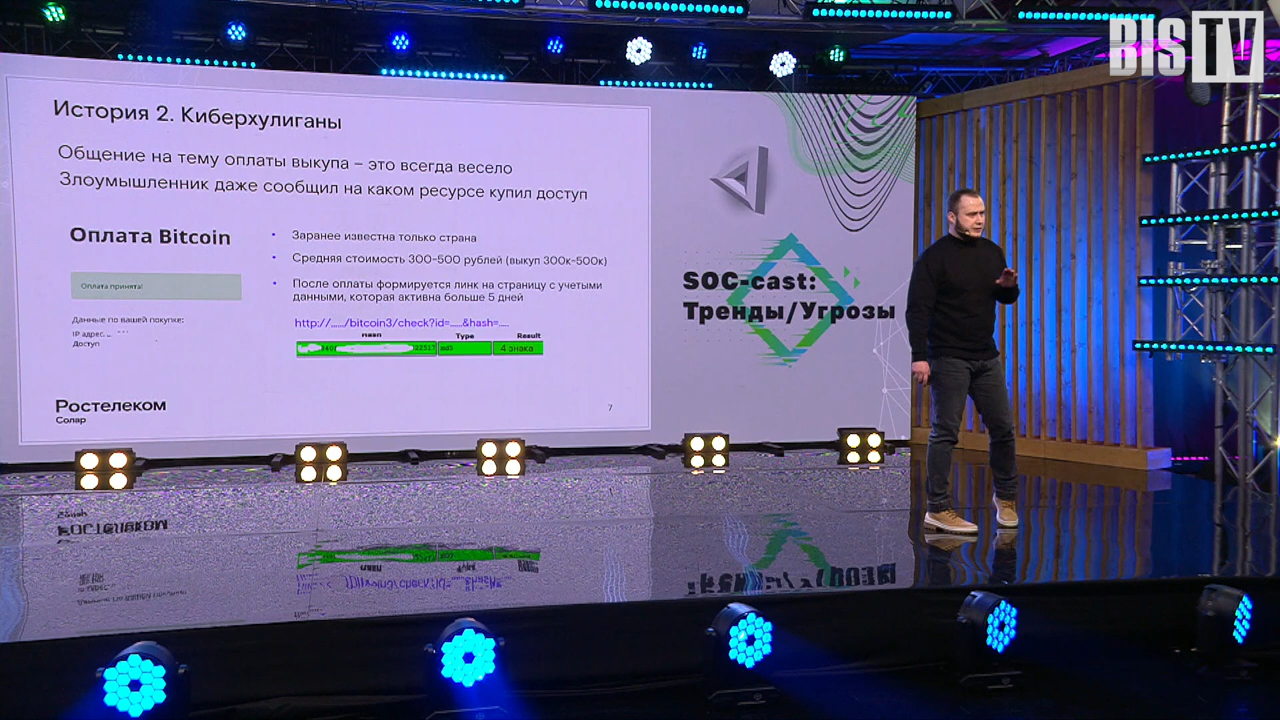 BIS TV
История 2. Киберхулиганы
Общение на тему оплаты выкупа – это всегда весело
Злоумышленник даже сообщил на каком ресурсе купил доступ
Оплата Bitcoin
Оплата принята!
Данные по вашей покупке:
IP адрес:
Доступ
• Заранее известна только страна
• Средняя стоимость 300-500 рублей (выкуп 300к-500к)
• После оплаты формируется линк на страницу с учетыми
данными, которая активна больше 5 дней
http://....../bitcoin3/check?id=......&hash=.....
Type Result
md5 4 знака
Ростелеком
Солар
7
SOC-cast:
Тренды/Угрозы